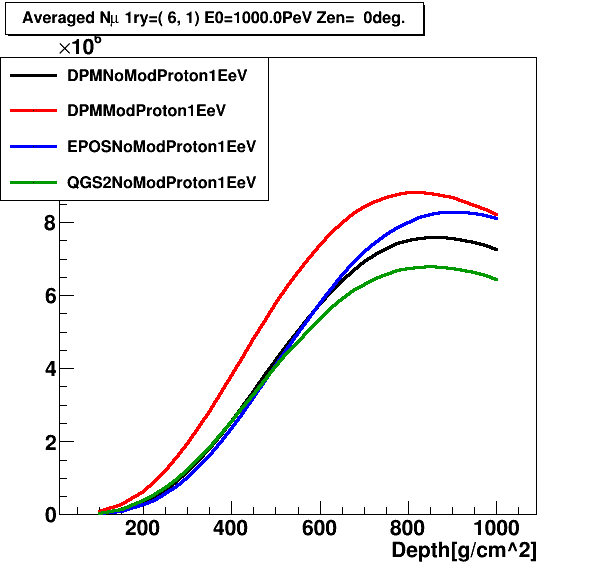 Averaged Nμ 1ry=( 6, 1) E0=1000.0PeV Zen= 0deg.
×10⁶
DPMNoModProton1EeV
DPMModProton1EeV
EPOSNoModProton1EeV
QGS2NoModProton1EeV
8
6
4
2
0
200 400 600 800 1000
Depth[g/cm^2]